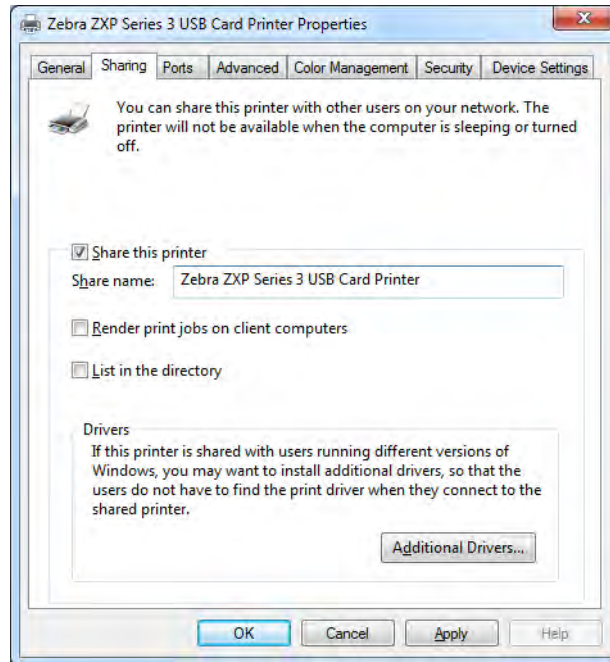 Zebra ZXP Series 3 USB Card Printer Properties
General Sharing Ports Advanced Color Management Security Device Settings
You can share this printer with other users on your network. The
printer will not be available when the computer is sleeping or turned
off.
Share this printer
Share name: Zebra ZXP Series 3 USB Card Printer
Render print jobs on client computers
List in the directory
Drivers
If this printer is shared with users running different versions of
Windows, you may want to install additional drivers, so that the
users do not have to find the print driver when they connect to the
shared printer.
Additional Drivers...
OK Cancel Apply Help